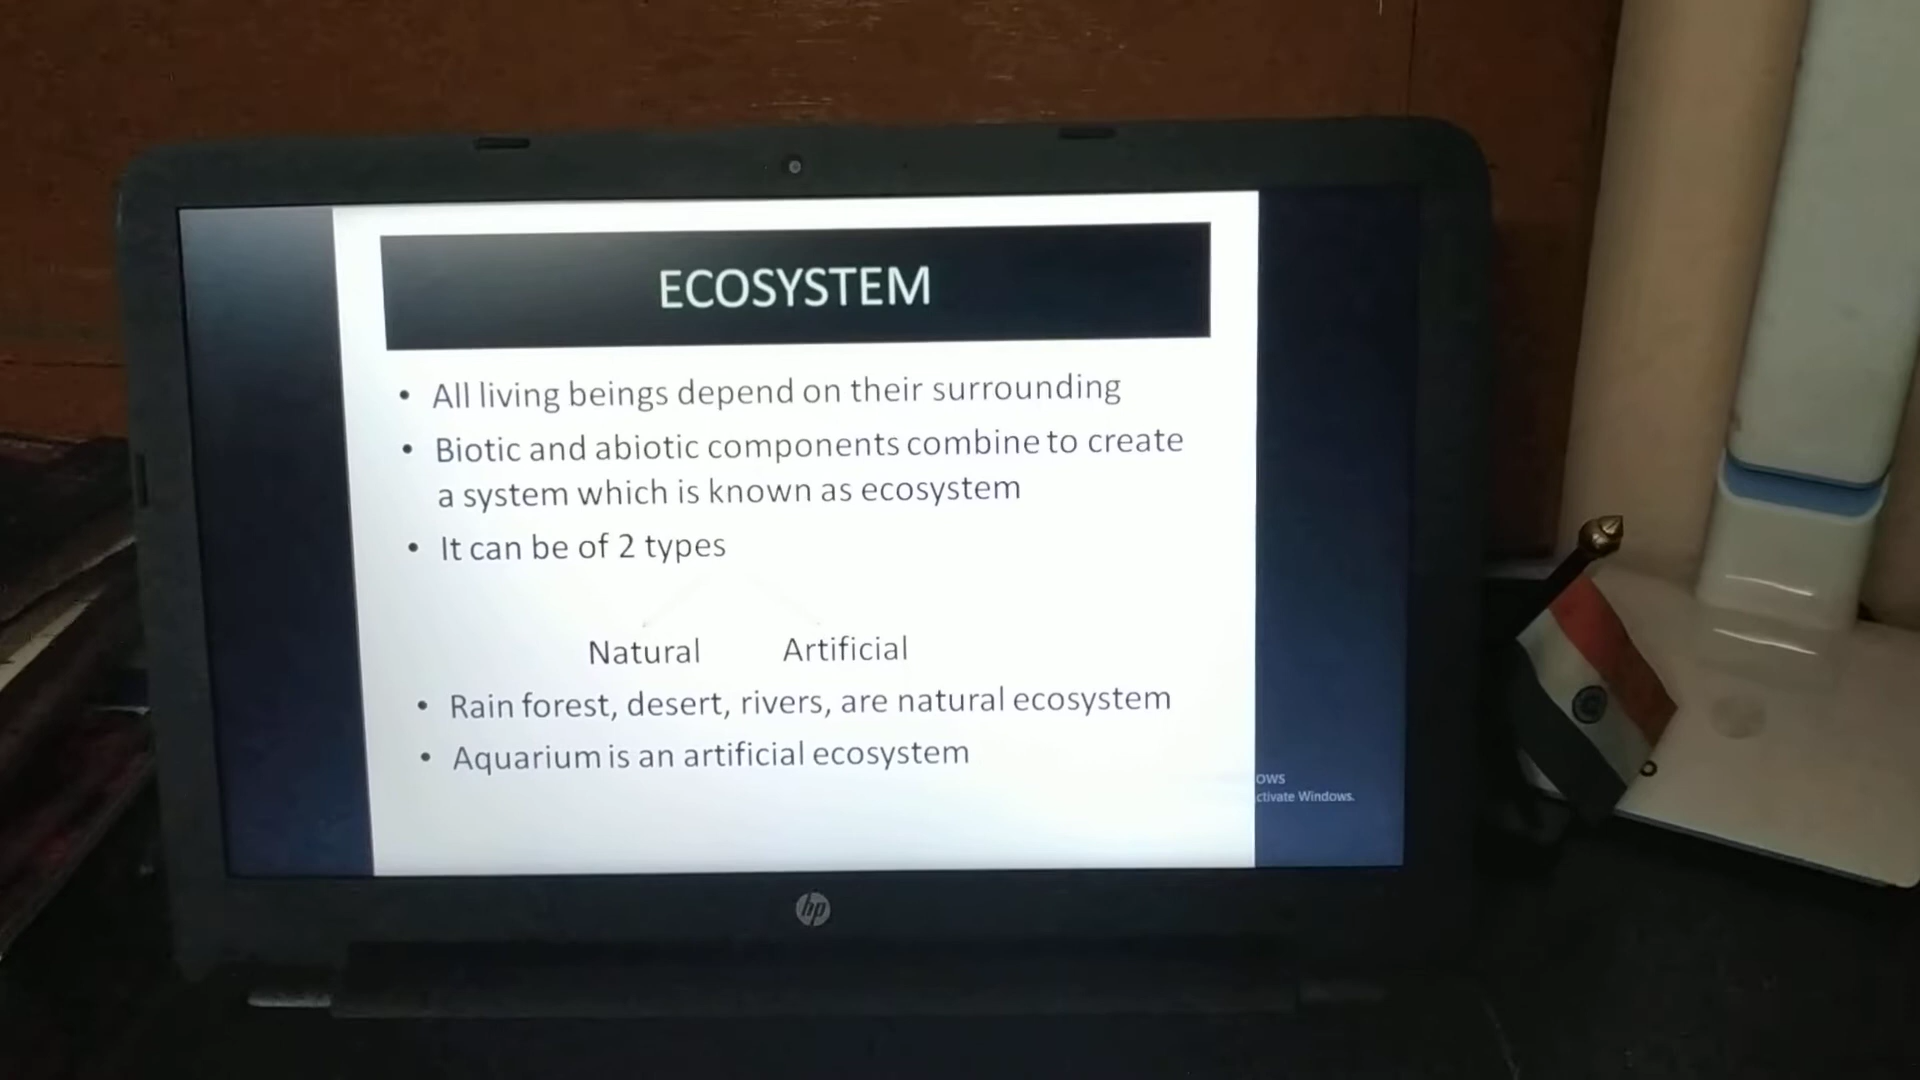 ECOSYSTEM
• All living beings depend on their surrounding
• Biotic and abiotic components combine to create
a system which is known as ecosystem
• It can be of 2 types
Natural Artificial
• Rain forest, desert, rivers, are natural ecosystem
• Aquarium is an artificial ecosystem
ows
ctivate Windows.
hp